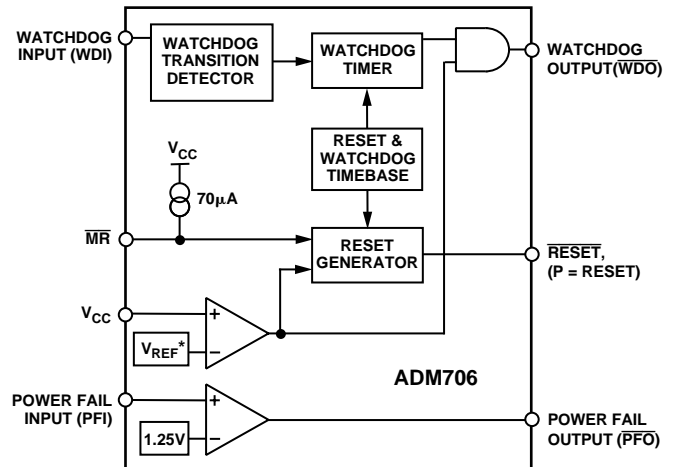 WATCHDOG
INPUT (WDI)
WATCHDOG
TRANSITION
DETECTOR
WATCHDOG
TIMER
WATCHDOG
OUTPUT(WDO)
RESET &
WATCHDOG
TIMEBASE
VCC
70μA
MR
RESET
GENERATOR
RESET,
(P = RESET)
VCC
+
VREF*
−
ADM706
POWER FAIL
INPUT (PFI)
+
1.25V
−
POWER FAIL
OUTPUT (PFO)